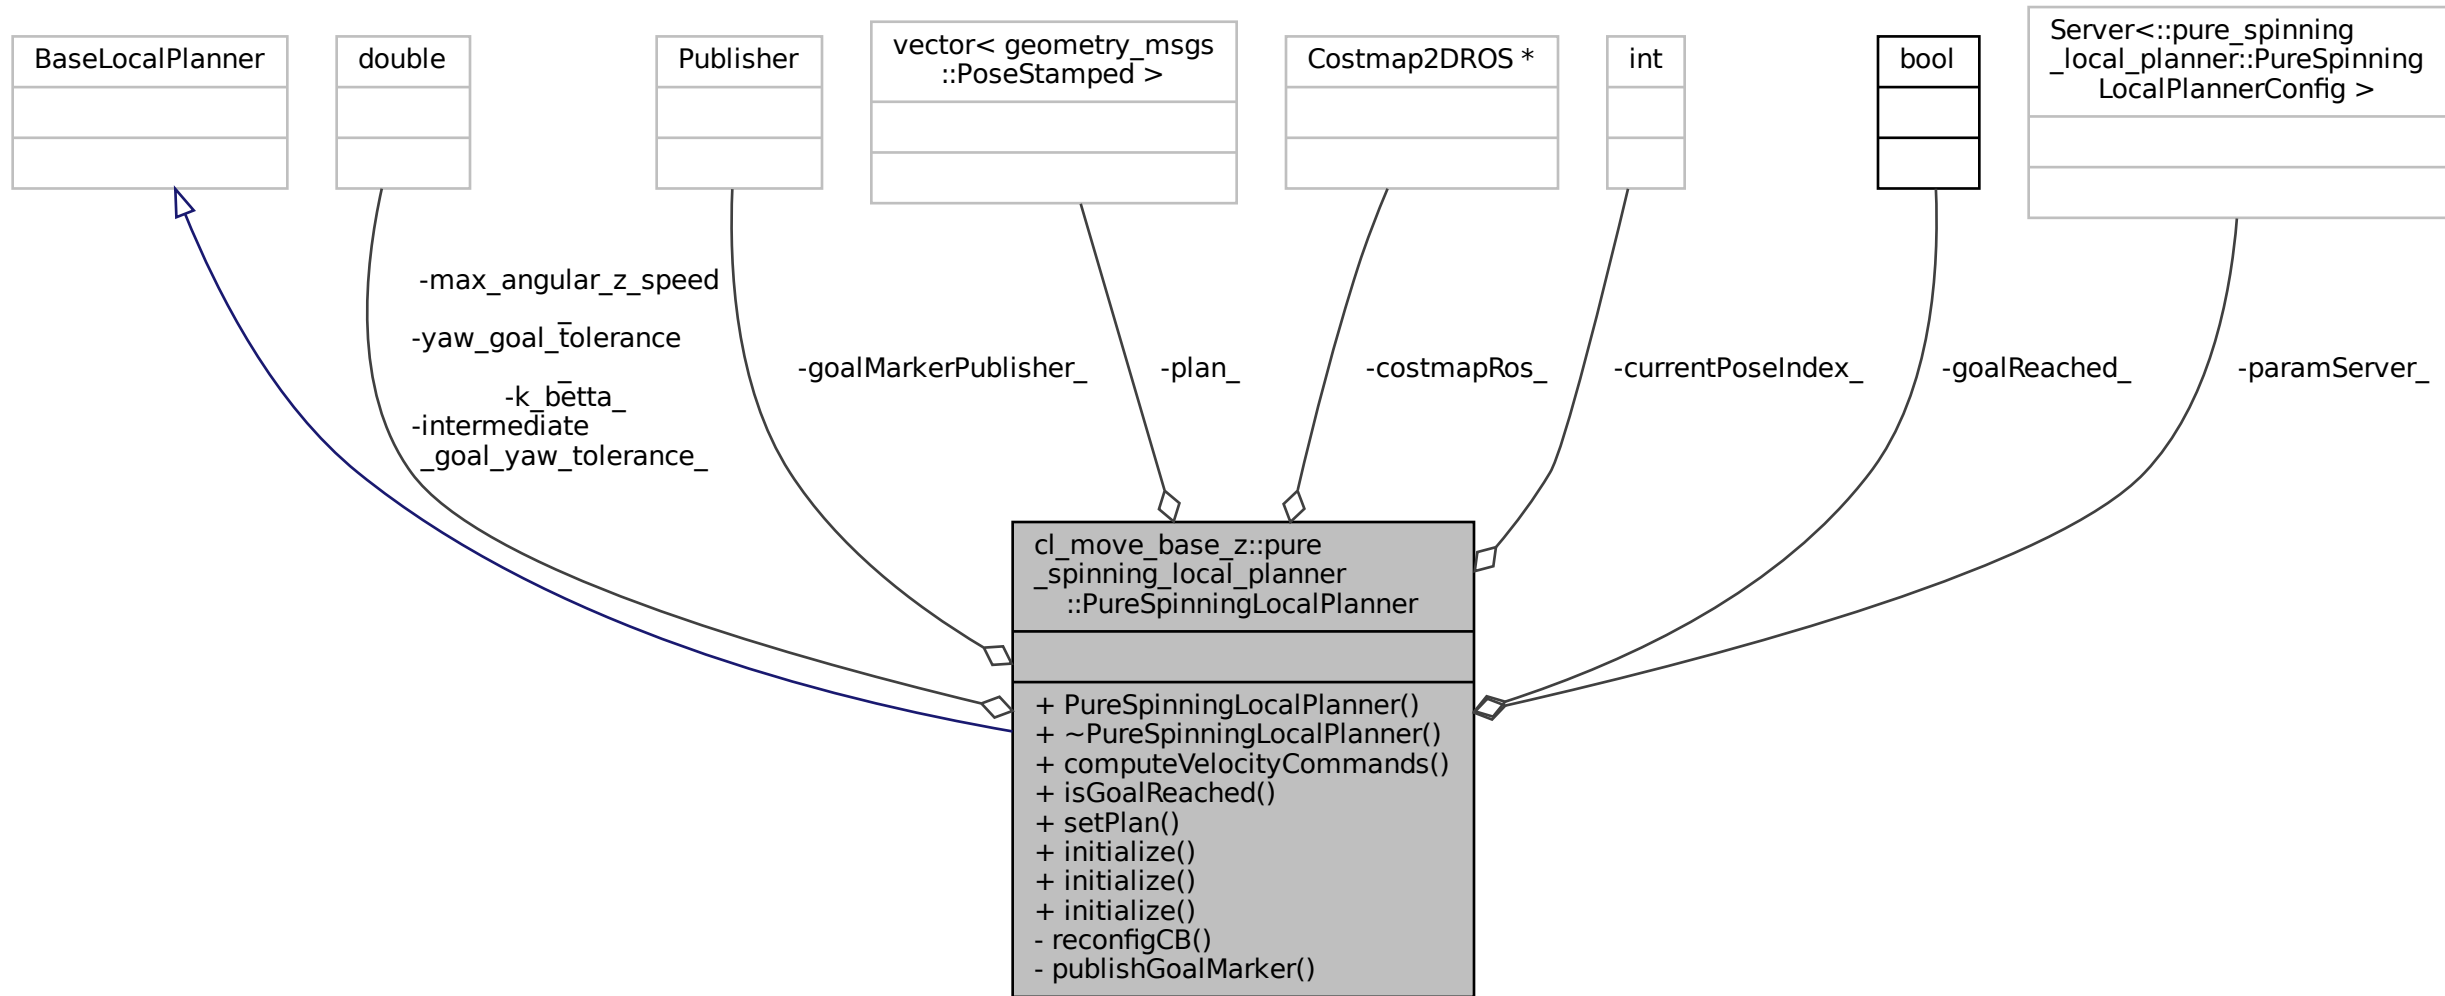 BaseLocalPlanner
double
Publisher
vector< geometry_msgs
::PoseStamped >
Costmap2DROS *
int
bool
Server<::pure_spinning
_local_planner::PureSpinning
LocalPlannerConfig >
-max_angular_z_speed
_
-yaw_goal_tolerance
_
-k_betta_
-intermediate
_goal_yaw_tolerance_
-goalMarkerPublisher_
-plan_
-costmapRos_
-currentPoseIndex_
-goalReached_
-paramServer_
cl_move_base_z::pure
_spinning_local_planner
::PureSpinningLocalPlanner
+ PureSpinningLocalPlanner()
+ ~PureSpinningLocalPlanner()
+ computeVelocityCommands()
+ isGoalReached()
+ setPlan()
+ initialize()
+ initialize()
+ initialize()
- reconfigCB()
- publishGoalMarker()